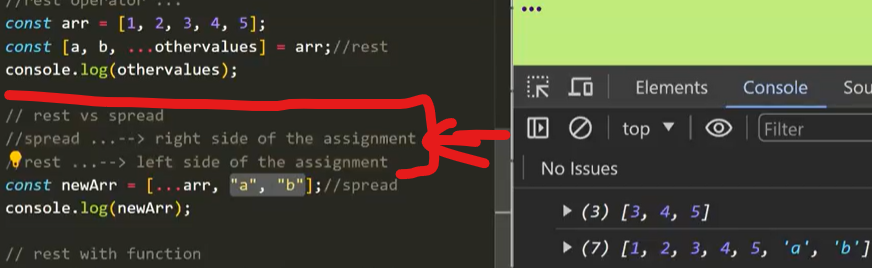 //rest operator ...
const arr = [1, 2, 3, 4, 5];
const [a, b, ...othervalues] = arr;//rest
console.log(othervalues);
// rest vs spread
//spread ...--> right side of the assignment
/rest ...--> left side of the assignment
const newArr = [...arr, "a", "b"];//spread
console.log(newArr);
// rest with function
Elements Console Sou
top Filter
No Issues
(3) [3, 4, 5]
(7) [1, 2, 3, 4, 5, 'a', 'b']